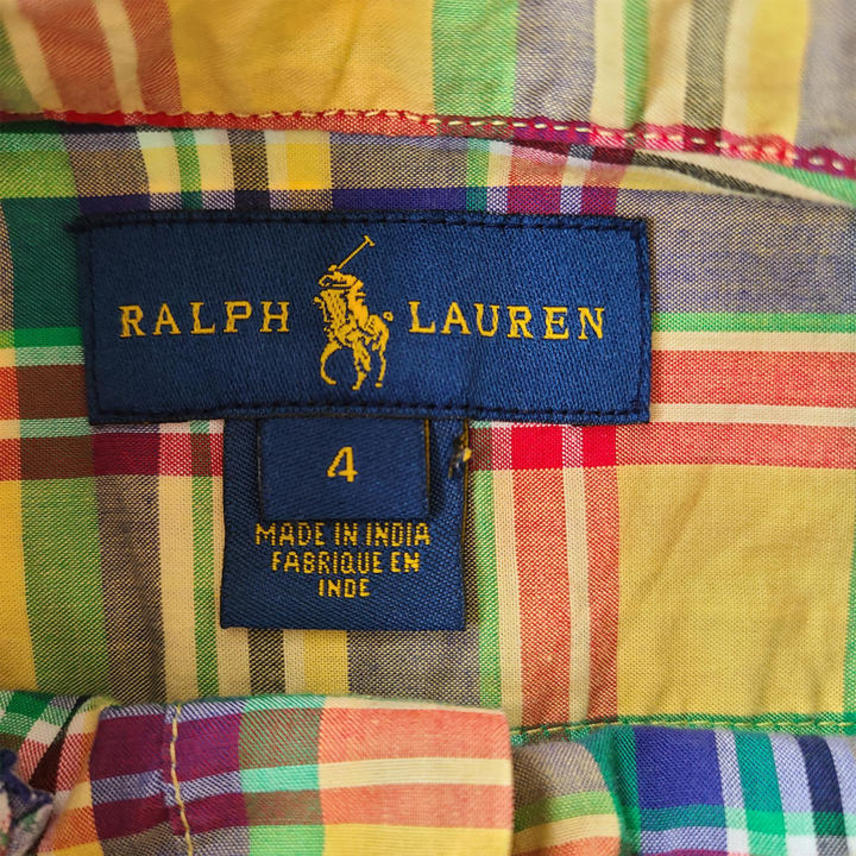 RALPH LAUREN
4
MADE IN INDIA
FABRIQUE EN
INDE